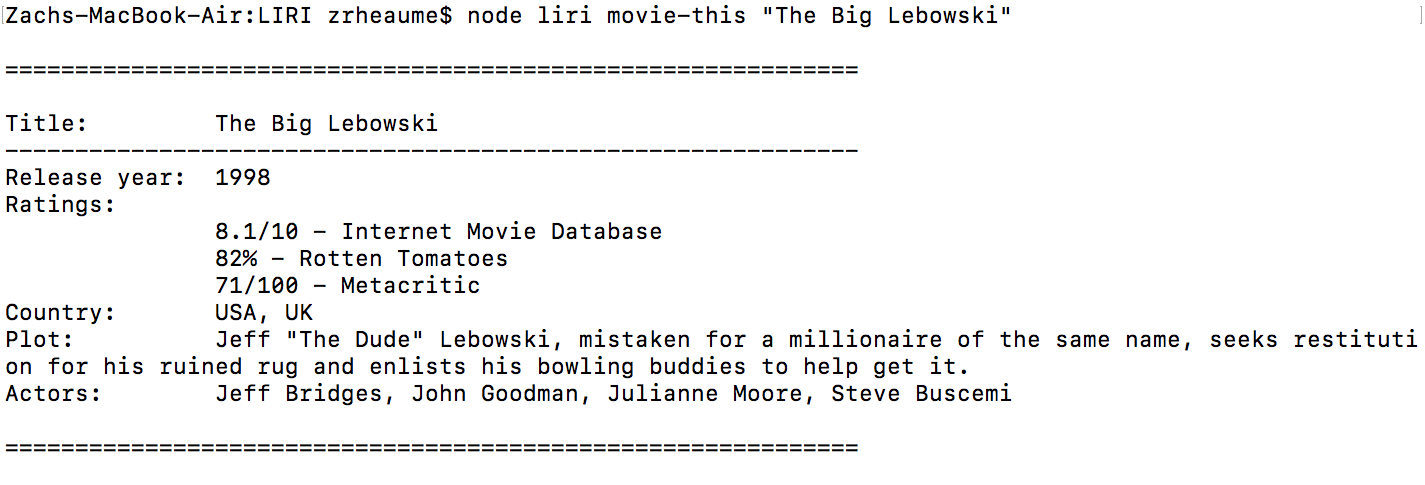 Zachs-MacBook-Air:LIRI zrheaume$ node liri movie-this "The Big Lebowski"
=============================================================
Title: The Big Lebowski
-------------------------------------------------------------
Release year: 1998
Ratings:
8.1/10 - Internet Movie Database
82% - Rotten Tomatoes
71/100 - Metacritic
Country: USA, UK
Plot: Jeff "The Dude" Lebowski, mistaken for a millionaire of the same name, seeks restituti
on for his ruined rug and enlists his bowling buddies to help get it.
Actors: Jeff Bridges, John Goodman, Julianne Moore, Steve Buscemi
=============================================================